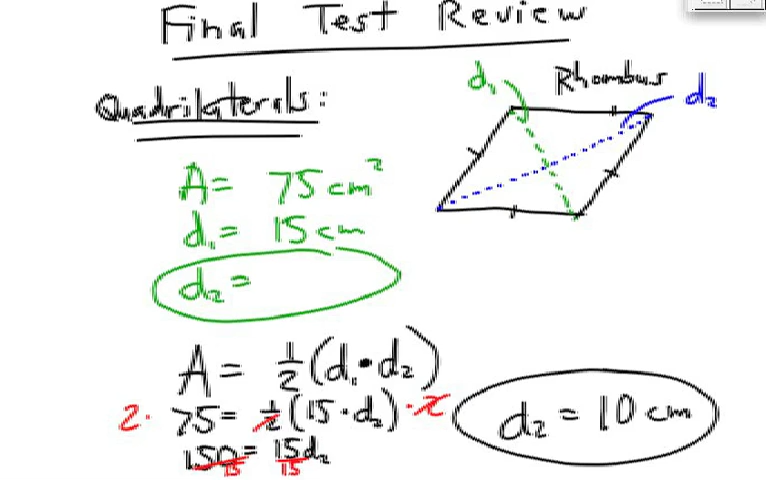 Final Test Review
Quadrilaterals:
Rhombus
d₁
d₂
A = 75 cm²
d₁ = 15 cm
d₂ =
A = ½(d₁•d₂)
2· 75 = ½(15·d₂)·2
150 = 15d₂
15 15
d₂ = 10 cm